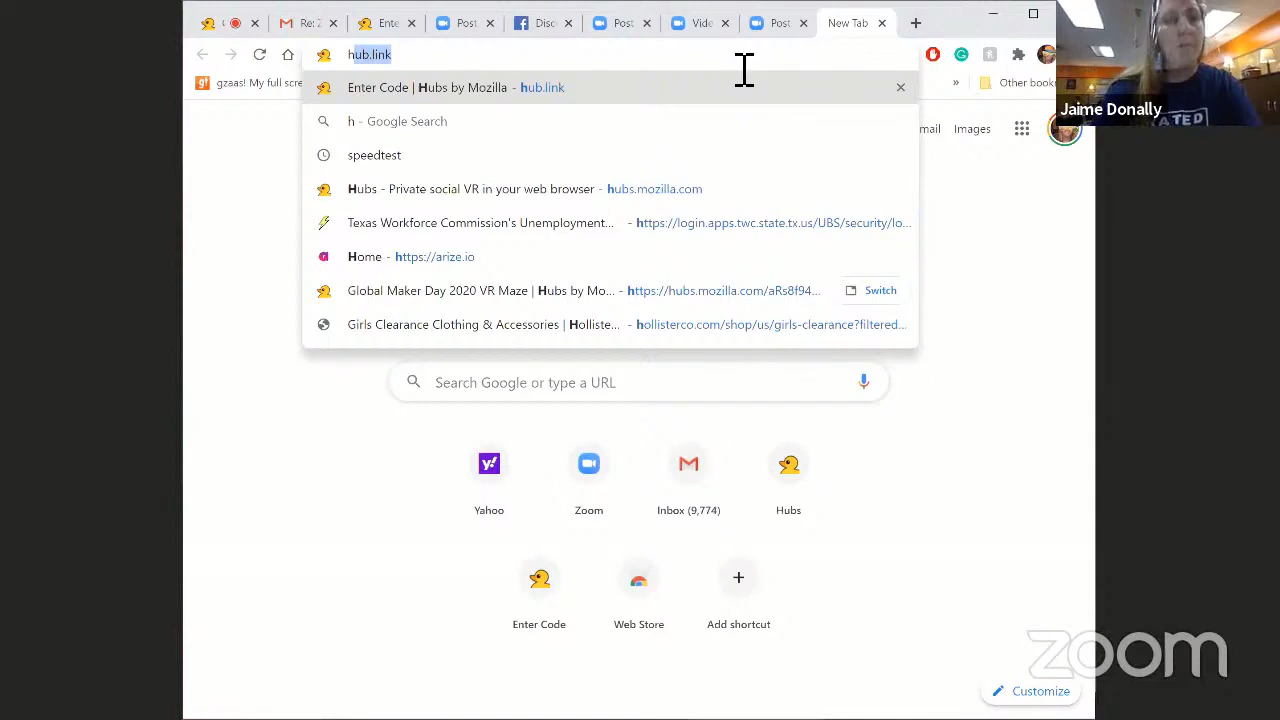 Re: Z
Ente
Post
Disc
Post
Vide
Post
New Tab
hub.link
gzaas! My full scre
»
Other book
Jaime Donally
ATED
Enter Code | Hubs by Mozilla - hub.link
h - Google Search
speedtest
Hubs - Private social VR in your web browser - hubs.mozilla.com
Texas Workforce Commission's Unemployment... - https://login.apps.twc.state.tx.us/UBS/security/lo...
Home - https://arize.io
Global Maker Day 2020 VR Maze | Hubs by Mo... - https://hubs.mozilla.com/aRs8f94... Switch
Girls Clearance Clothing & Accessories | Holliste... - hollisterco.com/shop/us/girls-clearance?filtered...
mail Images
Search Google or type a URL
Yahoo
Zoom
Inbox (9,774)
Hubs
Enter Code
Web Store
Add shortcut
zoom
Customize